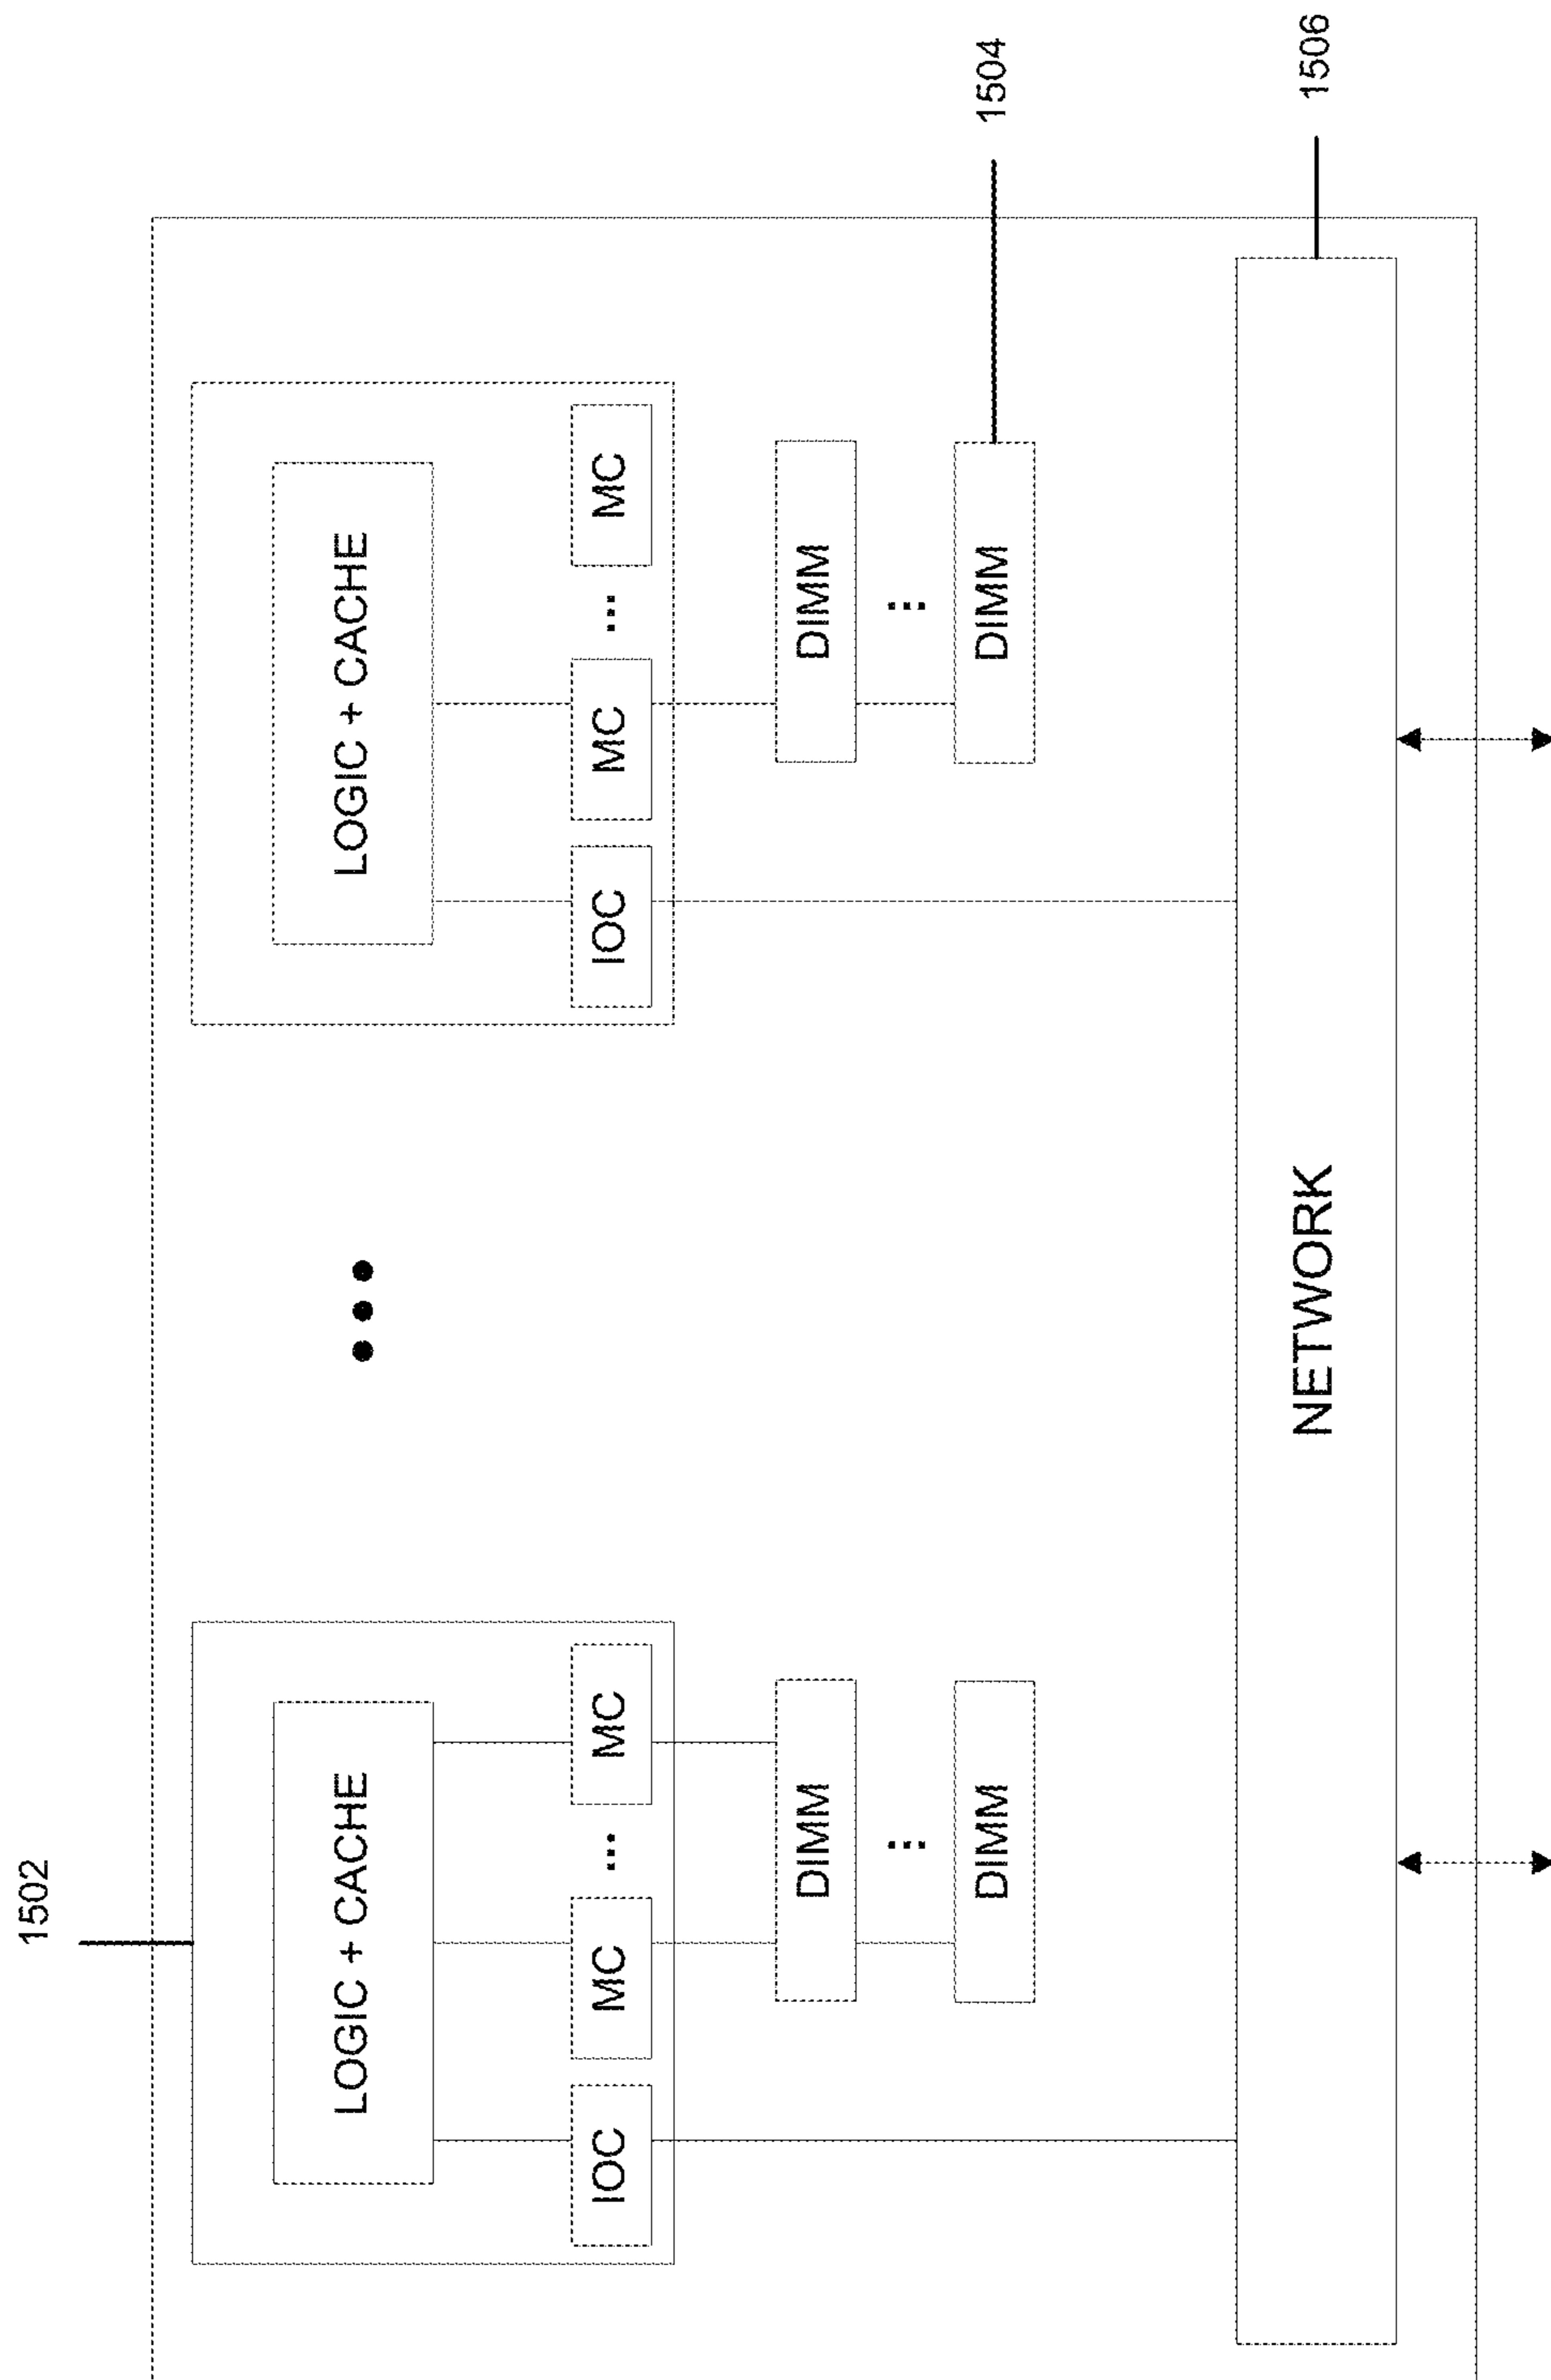 1502
LOGIC + CACHE
LOGIC + CACHE
IOC
MC
MC
IOC
MC
MC
DIMM
DIMM
DIMM
DIMM
1504
NETWORK
1506